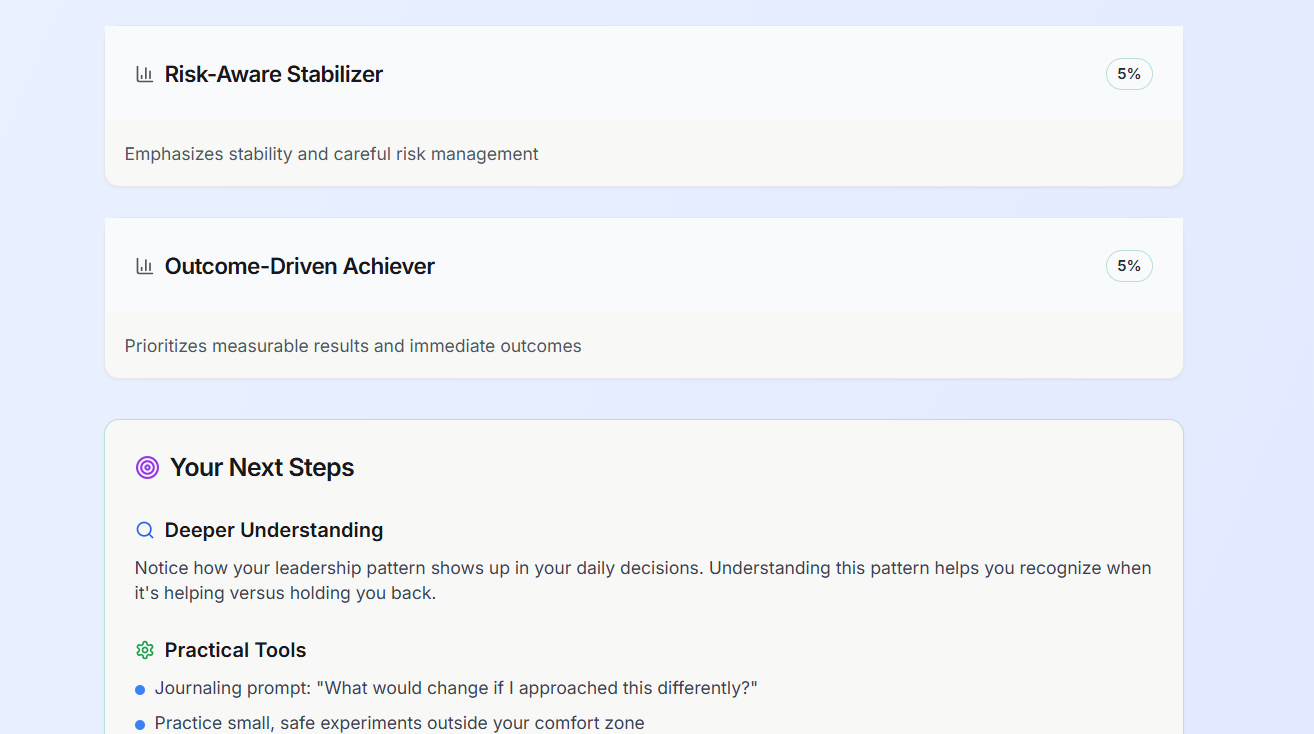 Risk-Aware Stabilizer
5%
Emphasizes stability and careful risk management
Outcome-Driven Achiever
5%
Prioritizes measurable results and immediate outcomes
Your Next Steps
Deeper Understanding
Notice how your leadership pattern shows up in your daily decisions. Understanding this pattern helps you recognize when
it's helping versus holding you back.
Practical Tools
Journaling prompt: "What would change if I approached this differently?"
Practice small, safe experiments outside your comfort zone